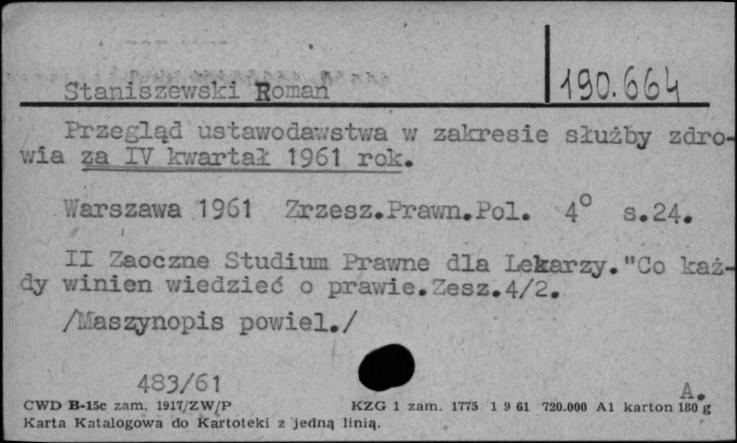 Staniszewski Roman
190.664
Przegląd ustawodawstwa w zakresie służby zdro-
wia za IV kwartał 1961 rok.
Warszawa 1961 Zrzesz.Prawn.Pol. 4° s.24.
II Zaoczne Studium Prawne dla Lekarzy."Co każ-
dy winien wiedzieć o prawie.Zesz.4/2.
/Maszynopis powiel./
483/61
A.
CWD B-15c zam. 1917/ZW/P KZG 1 zam. 1775 1 9 61 720.000 A1 karton 180 g
Karta Katalogowa do Kartoteki z jedną linią.